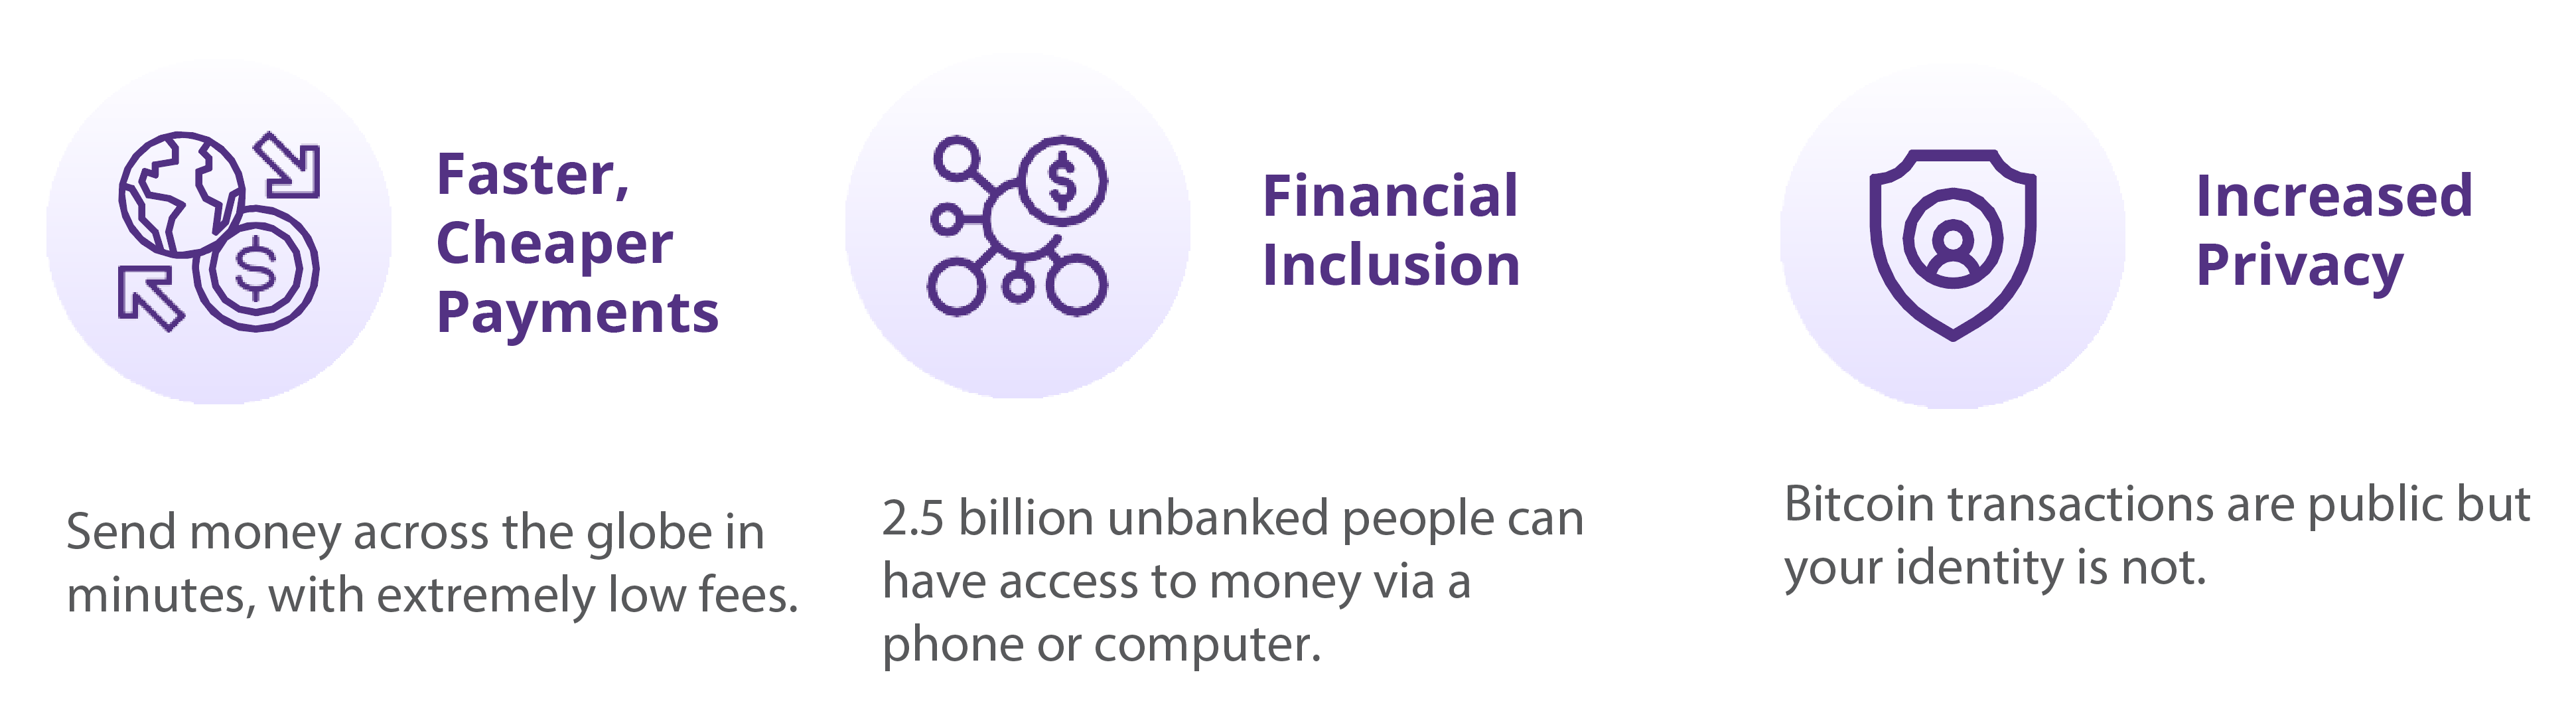 Faster,
Cheaper
Payments
Send money across the globe in
minutes, with extremely low fees.
Financial
Inclusion
2.5 billion unbanked people can
have access to money via a
phone or computer.
Increased
Privacy
Bitcoin transactions are public but
your identity is not.